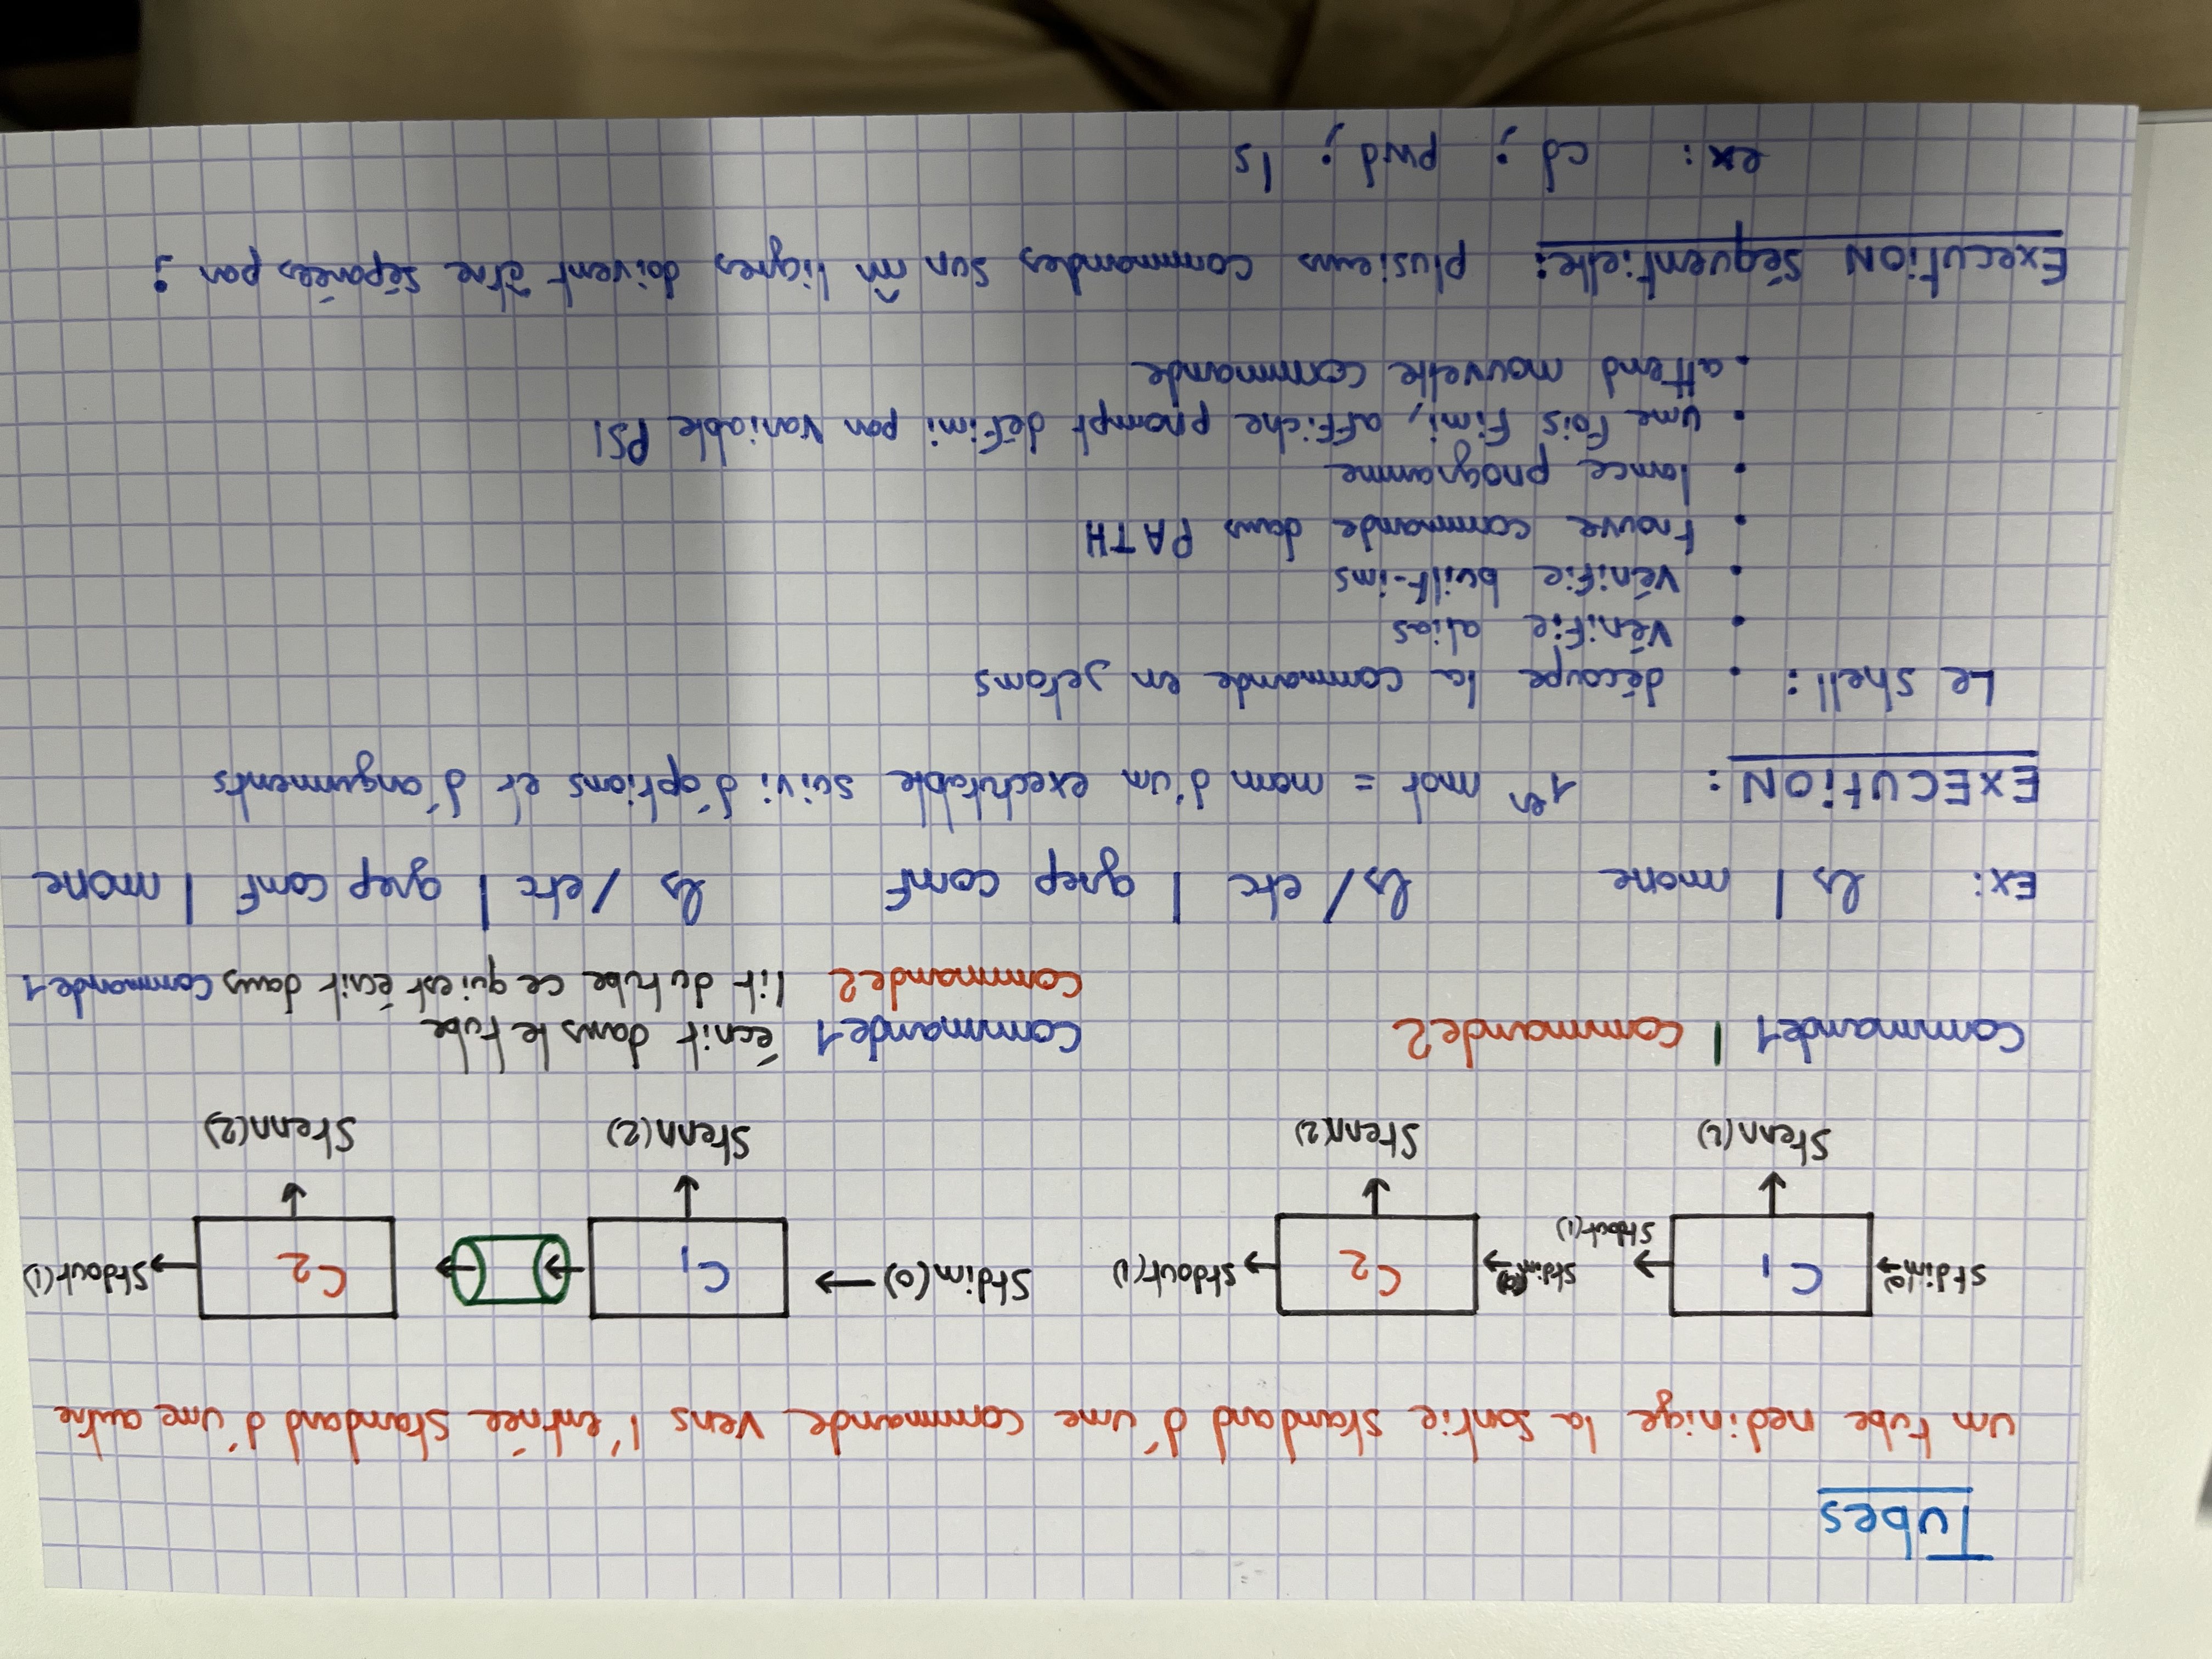 Tubes
un tube redirige la sortie standard d'une commande vers l'entrée standard d'une autre
stdin(0) C1 stdout(1) stdin(0) C2 stdout(1) Stdin(0) C1 C2 Stdout(1)
Sterr(2) Sterr(2) Sterr(2) Sterr(2)
Commande1 | Commande2 Commande1 écrit dans le tube
Commande2 lit du tube ce qui est écrit dans Commande1
Ex: ls | more ls/ etc | grep conf ls /etc | grep conf | more
EXECUTION : 1er mot = nom d'un exectutable suivi d'options et d'arguments
Le shell : . découpe la commande en jetons
. vérifie alias
. vérifie built-ins
. trouve commande dans PATH
. lance programme
. une fois fini, affiche prompt défini par variable PS1
. attend nouvelle commande
Execution séquentielle: plusieurs commandes sur m̂ lignes doivent être séparées par ;
ex: cd ; pwd ; ls